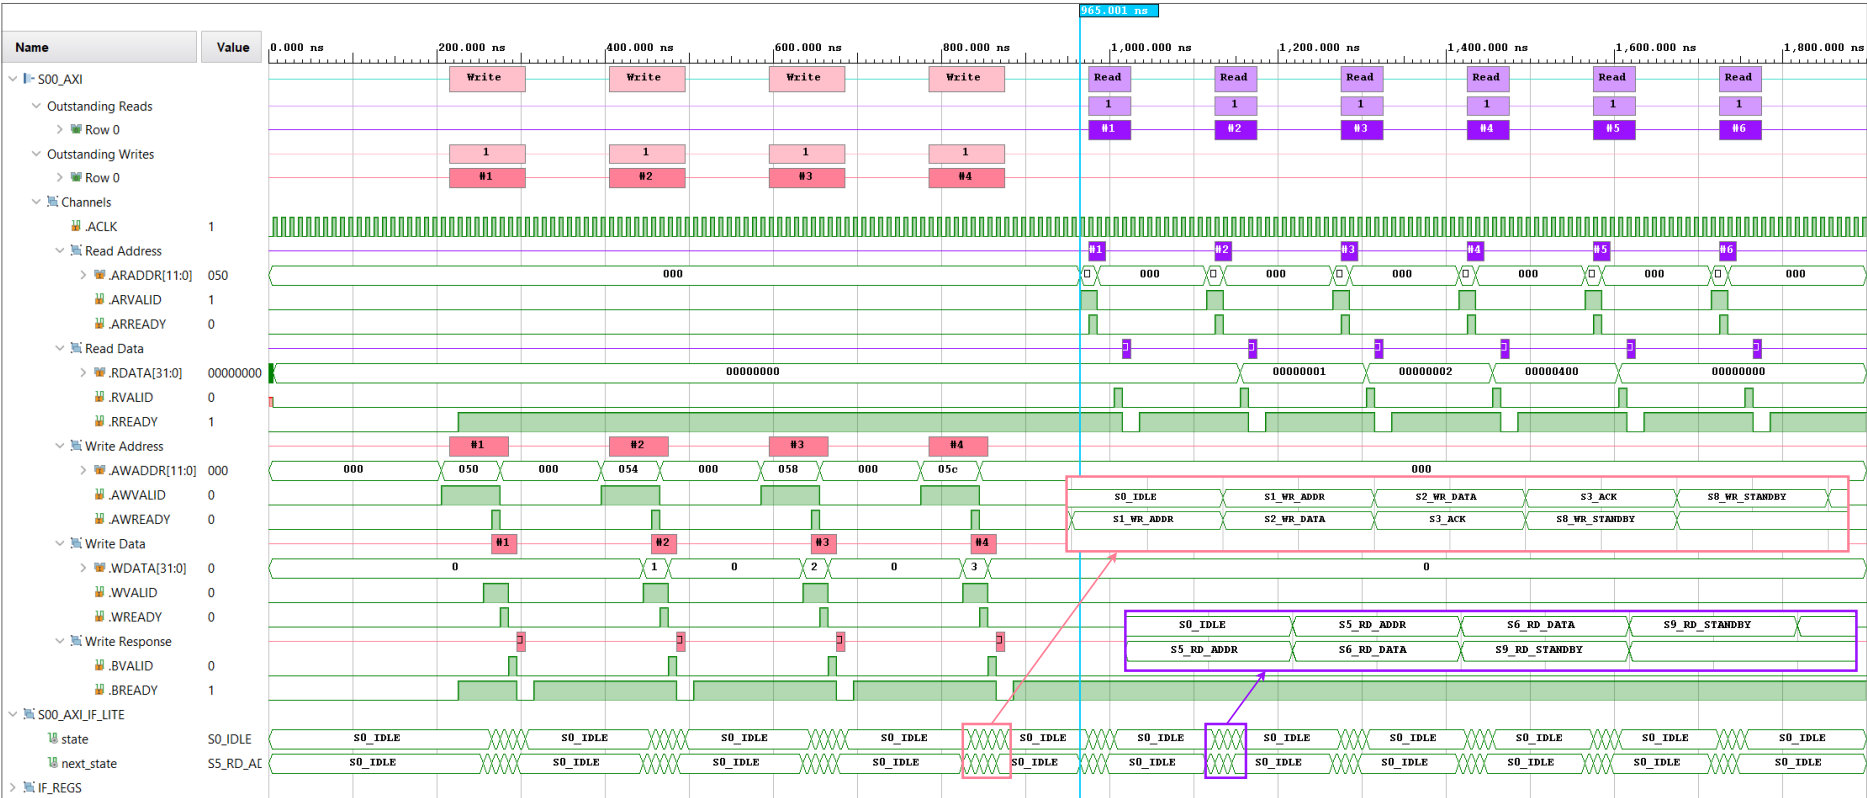 965.001 ns
Name Value 0.000 ns 200.000 ns 400.000 ns 600.000 ns 800.000 ns 1,000.000 ns 1,200.000 ns 1,400.000 ns 1,600.000 ns 1,800.000 ns
S00_AXI Write Write Write Write Read Read Read Read Read Read
Outstanding Reads 1 1 1 1 1 1
Row 0 #1 #2 #3 #4 #5 #6
Outstanding Writes 1 1 1 1
Row 0 #1 #2 #3 #4
Channels
.ACLK 1
Read Address #1 #2 #3 #4 #5 #6
.ARADDR[11:0] 050 000 000 000 000 000 000 000
.ARVALID 1
.ARREADY 0
Read Data
.RDATA[31:0] 00000000 00000000 00000001 00000002 00000400 00000000
.RVALID 0
.RREADY 1
Write Address #1 #2 #3 #4
.AWADDR[11:0] 000 000 050 000 054 000 058 000 05c 000
.AWVALID 0 S0_IDLE S1_WR_ADDR S2_WR_DATA S3_ACK S8_WR_STANDBY
.AWREADY 0 S1_WR_ADDR S2_WR_DATA S3_ACK S8_WR_STANDBY
Write Data #1 #2 #3 #4
.WDATA[31:0] 0 0 1 0 2 0 3 0
.WVALID 0
.WREADY 0 S0_IDLE S5_RD_ADDR S6_RD_DATA S9_RD_STANDBY
Write Response S5_RD_ADDR S6_RD_DATA S9_RD_STANDBY
.BVALID 0
.BREADY 1
S00_AXI_IF_LITE
state S0_IDLE S0_IDLE S0_IDLE S0_IDLE S0_IDLE S0_IDLE S0_IDLE S0_IDLE S0_IDLE S0_IDLE S0_IDLE S0_IDLE
next_state S5_RD_AD S0_IDLE S0_IDLE S0_IDLE S0_IDLE S0_IDLE S0_IDLE S0_IDLE S0_IDLE S0_IDLE S0_IDLE S0_IDLE
IF_REGS